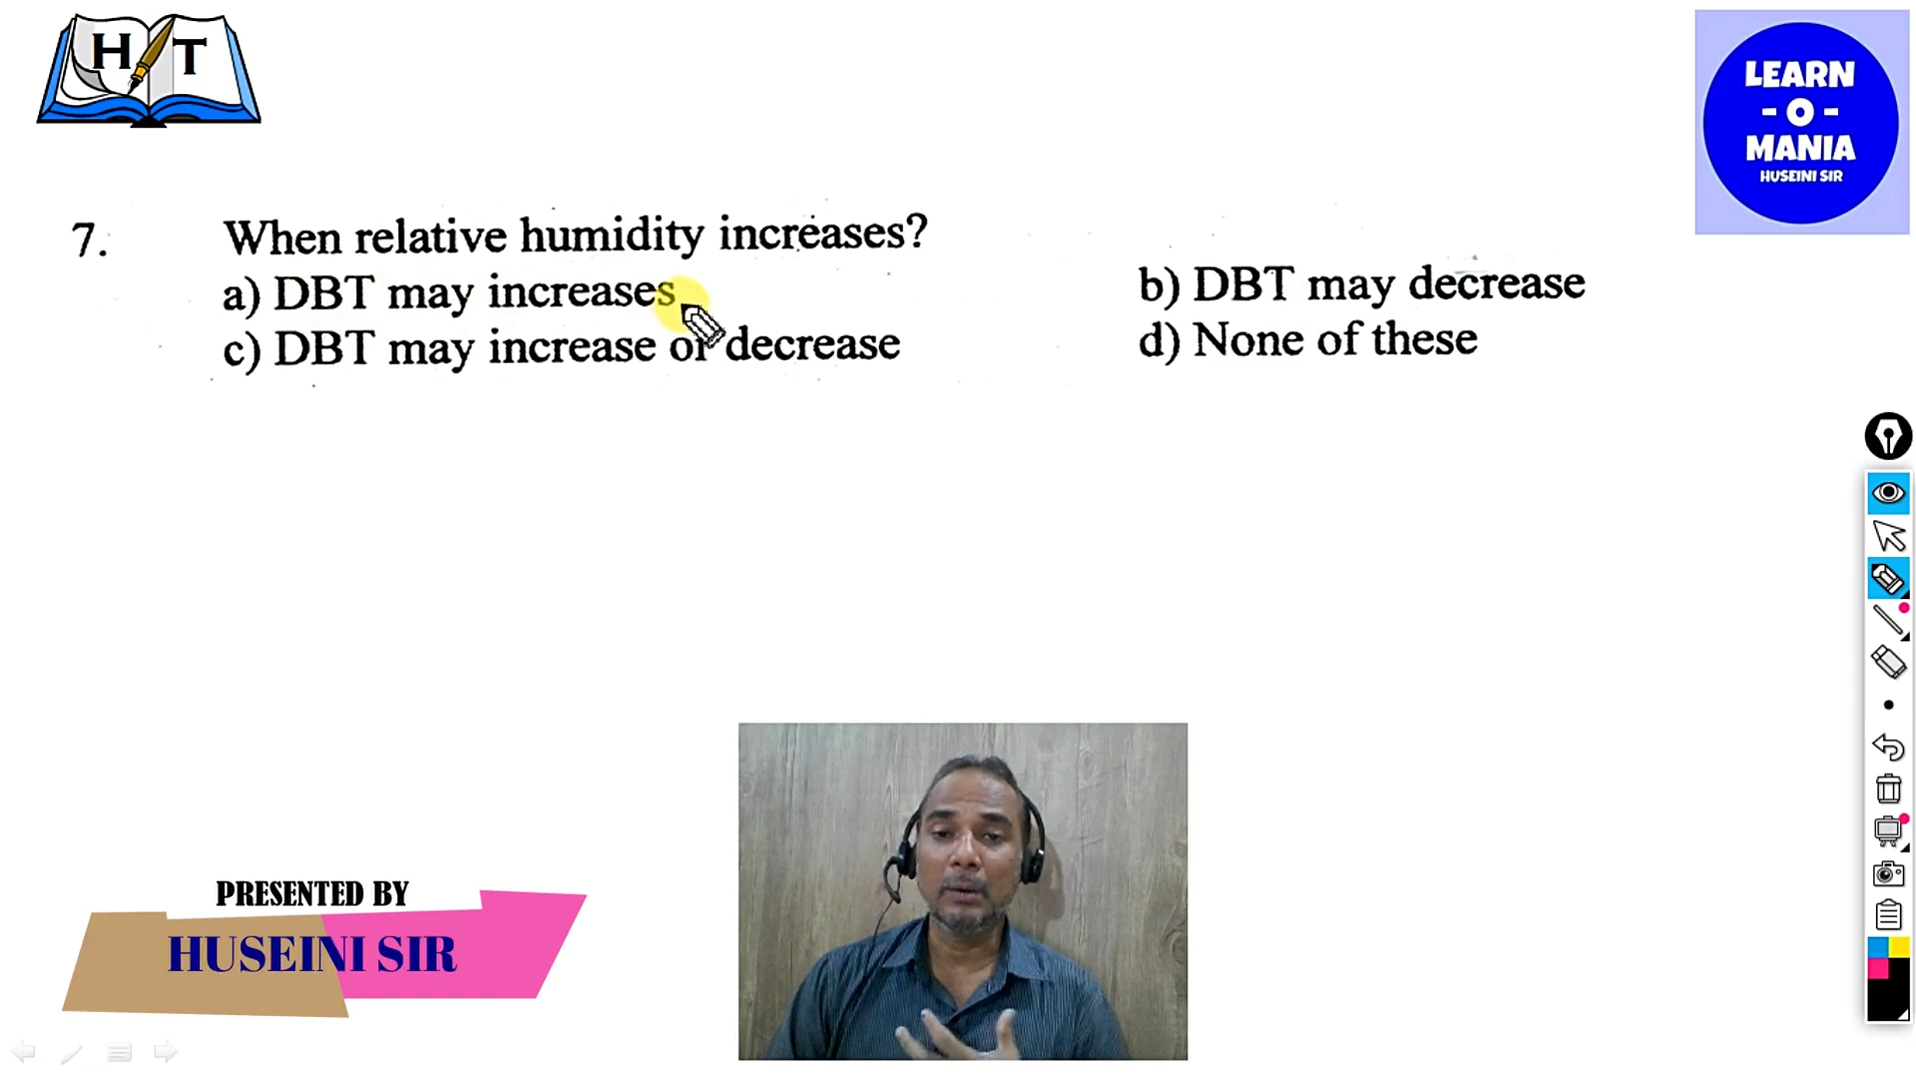 H T
LEARN
- O -
MANIA
HUSEINI SIR
7. When relative humidity increases?
a) DBT may increases b) DBT may decrease
c) DBT may increase or decrease d) None of these
PRESENTED BY
HUSEINI SIR